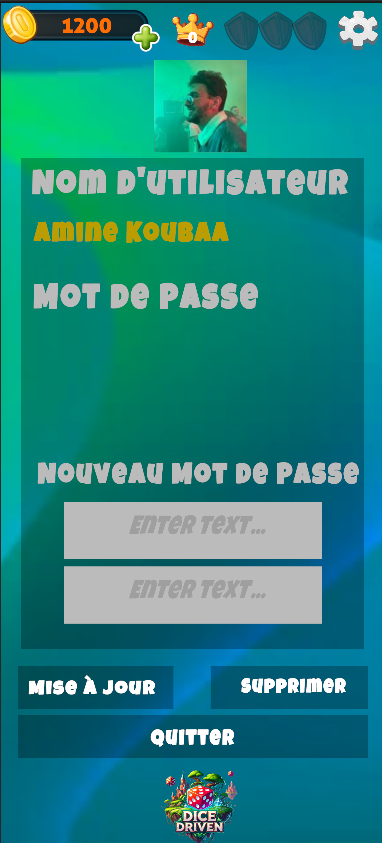 1200
0
Nom d'utilisateur
Amine Koubaa
Mot de passe
Nouveau mot de passe
Enter text...
Enter text...
Mise à jour
Supprimer
Quitter
DICE
DRIVEN